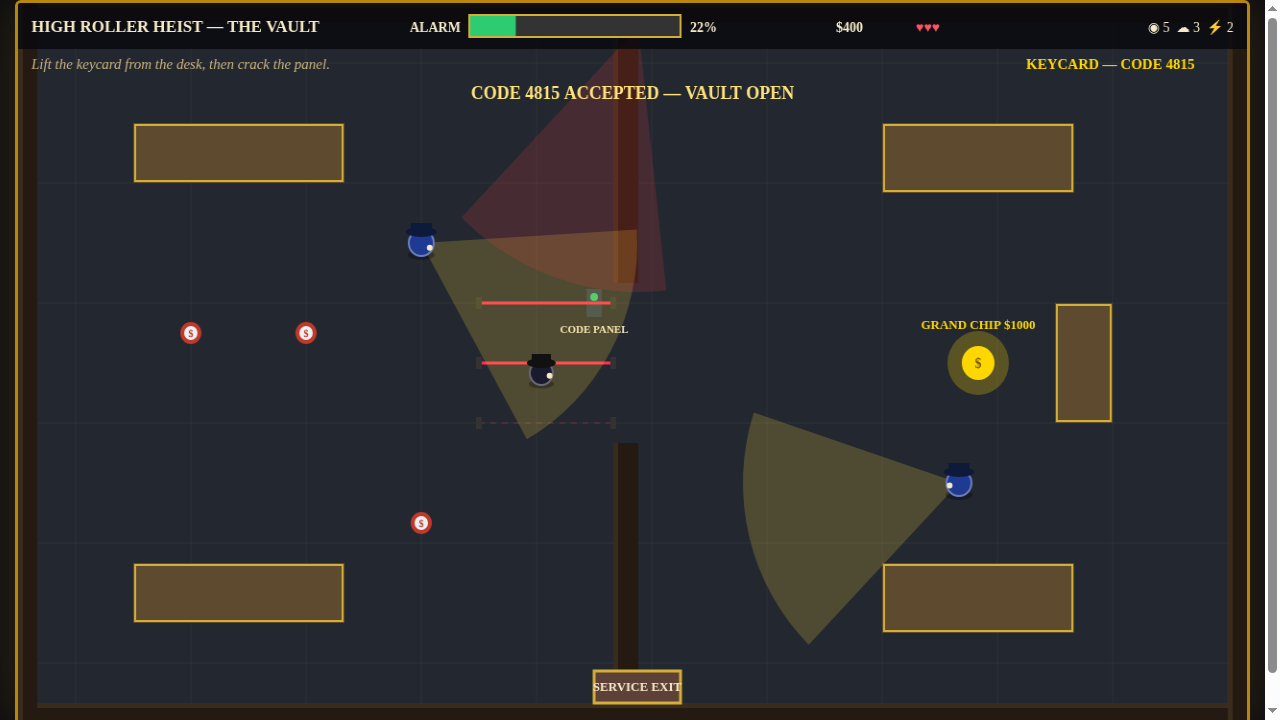 HIGH ROLLER HEIST — THE VAULT
ALARM 22%
$400
♥♥♥
◉ 5 ☁ 3 ⚡ 2
Lift the keycard from the desk, then crack the panel.
KEYCARD — CODE 4815
CODE 4815 ACCEPTED — VAULT OPEN
CODE PANEL
GRAND CHIP $1000
$
$
$
$
SERVICE EXIT